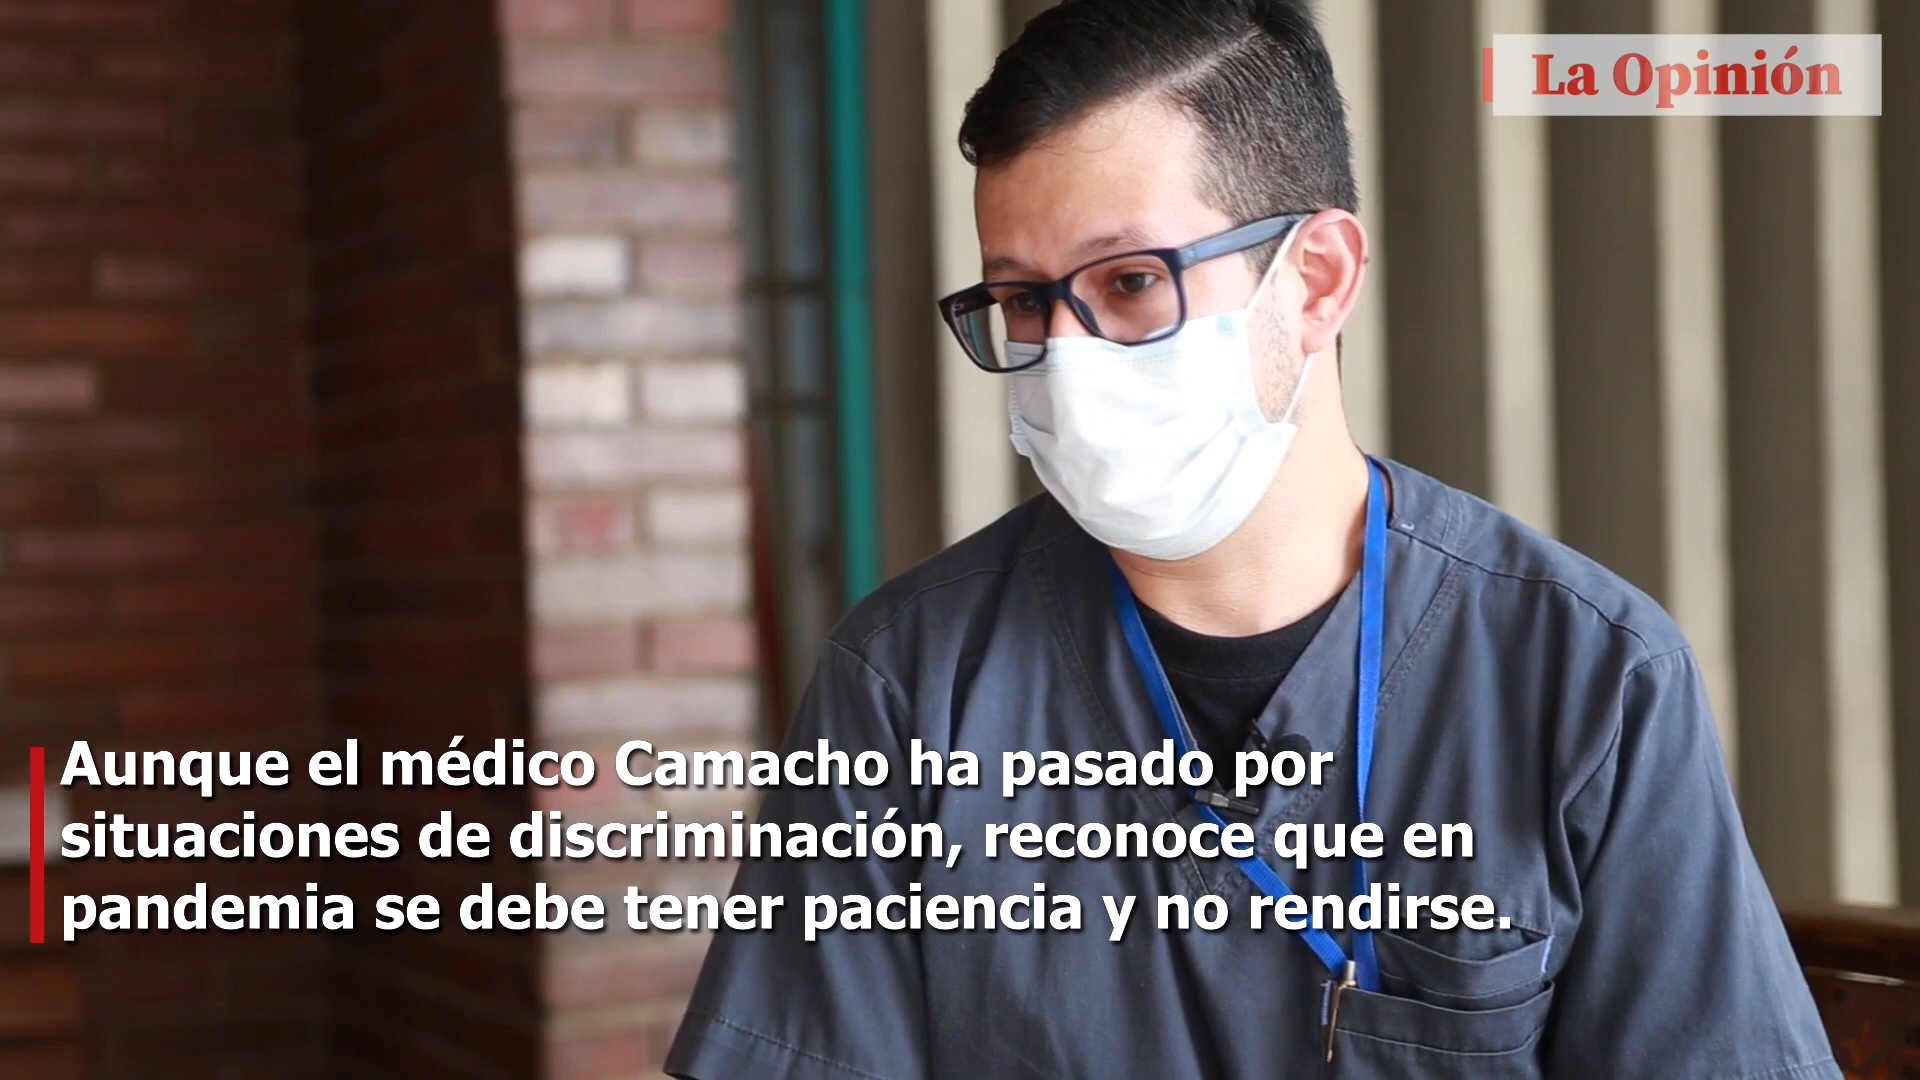 La Opinión
Aunque el médico Camacho ha pasado por
situaciones de discriminación, reconoce que en
pandemia se debe tener paciencia y no rendirse.